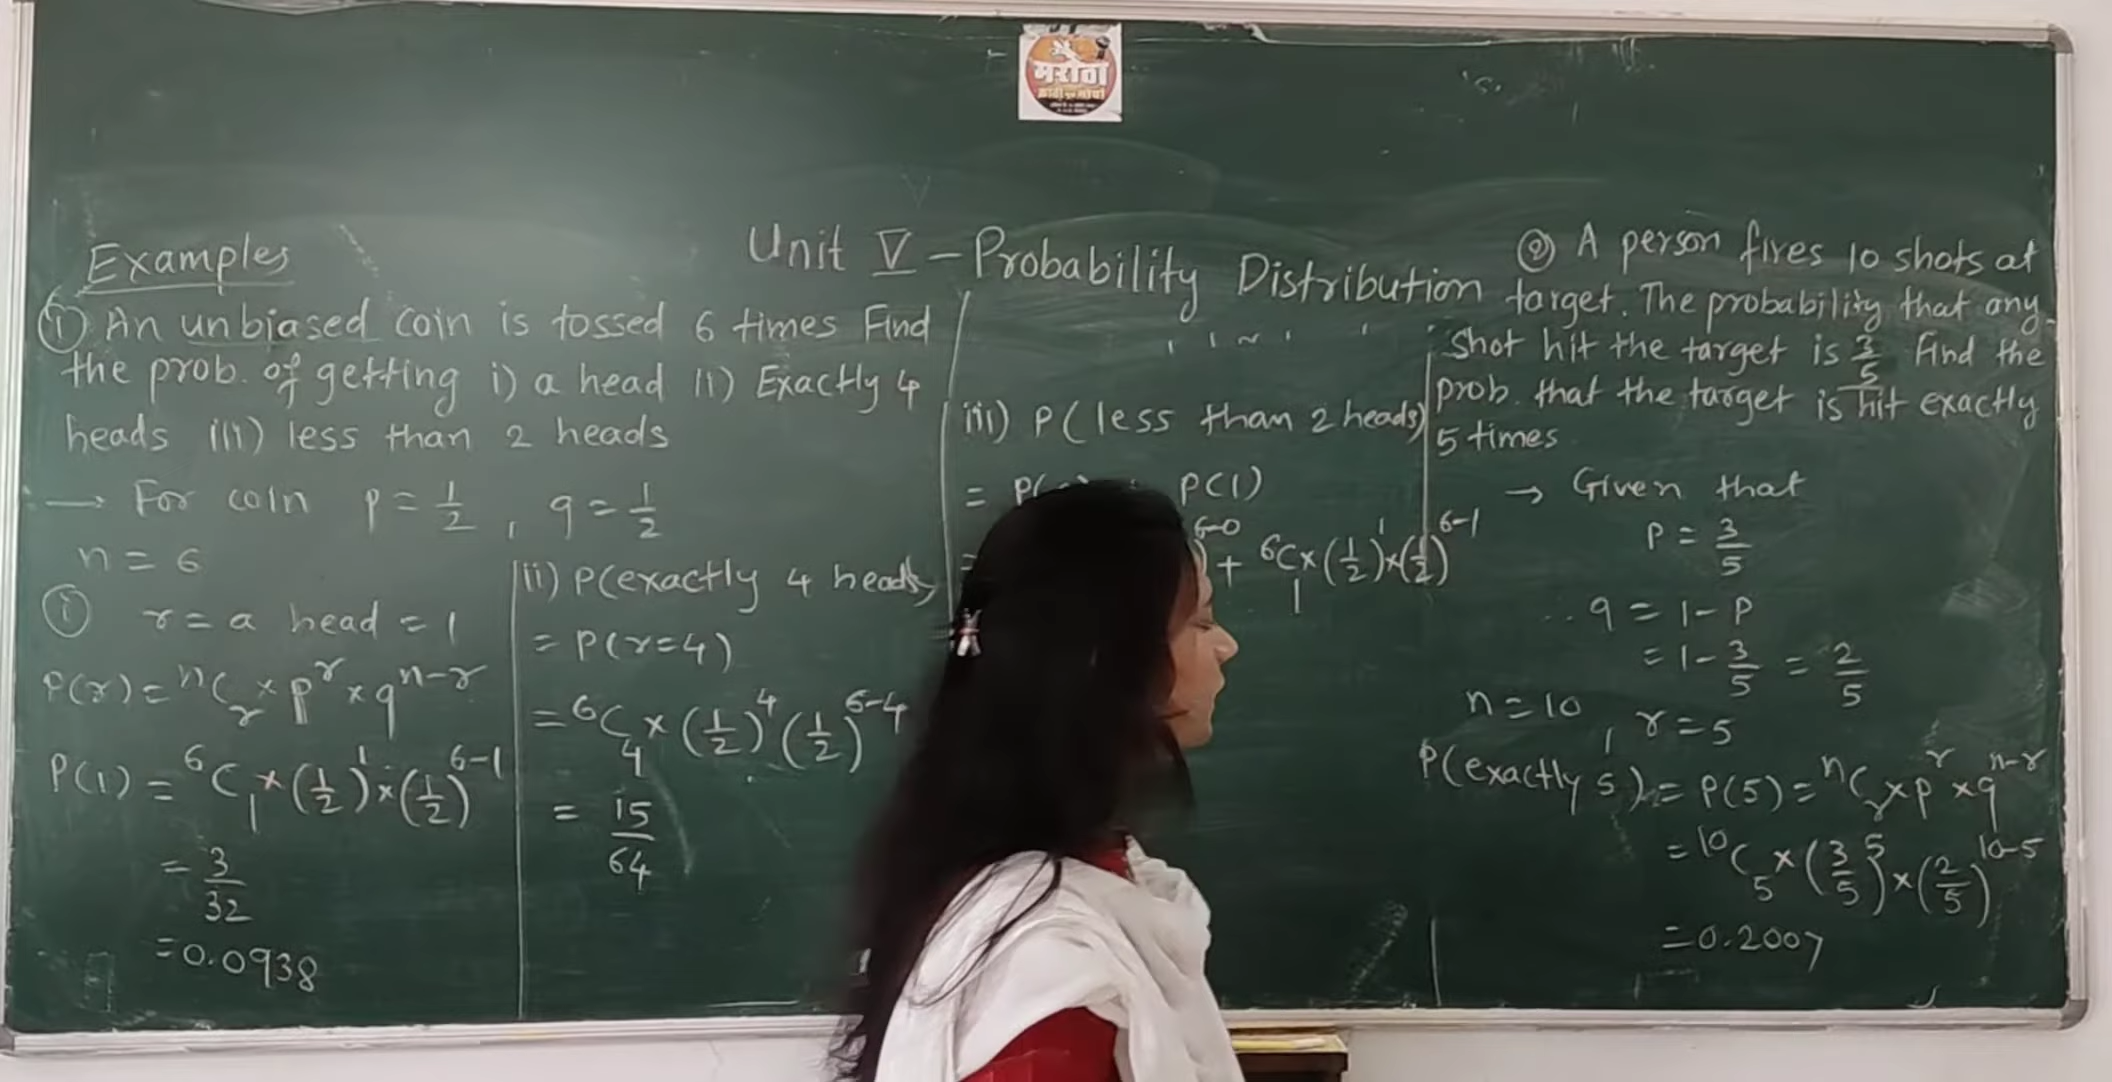 मराठा
Unit V – Probability Distribution
Examples
① An unbiased coin is tossed 6 times Find
the prob. of getting i) a head ii) Exactly 4
heads iii) less than 2 heads
→ For coin p = 1/2 , q = 1/2
n = 6
① r = a head = 1
P(r) = ⁿCᵣ × pʳ × qⁿ⁻ʳ
P(1) = ⁶C₁ × (1/2)¹ × (1/2)⁶⁻¹
= 3/32
= 0.0938
ii) P(exactly 4 heads)
= P(r=4)
= ⁶C₄ × (1/2)⁴ (1/2)⁶⁻⁴
= 15/64
iii) P(less than 2 heads)
= P( P(1)
= )⁶⁻⁰ + ⁶C₁ × (1/2)¹ × (1/2)⁶⁻¹
② A person fires 10 shots at
target. The probability that any
shot hit the target is 3/5 find the
prob. that the target is hit exactly
5 times
→ Given that
P = 3/5
∴ q = 1 – P
= 1 – 3/5 = 2/5
n = 10 , r = 5
P(exactly 5) = P(5) = ⁿCᵣ × pʳ × qⁿ⁻ʳ
= ¹⁰C₅ × (3/5)⁵ × (2/5)¹⁰⁻⁵
= 0.2007